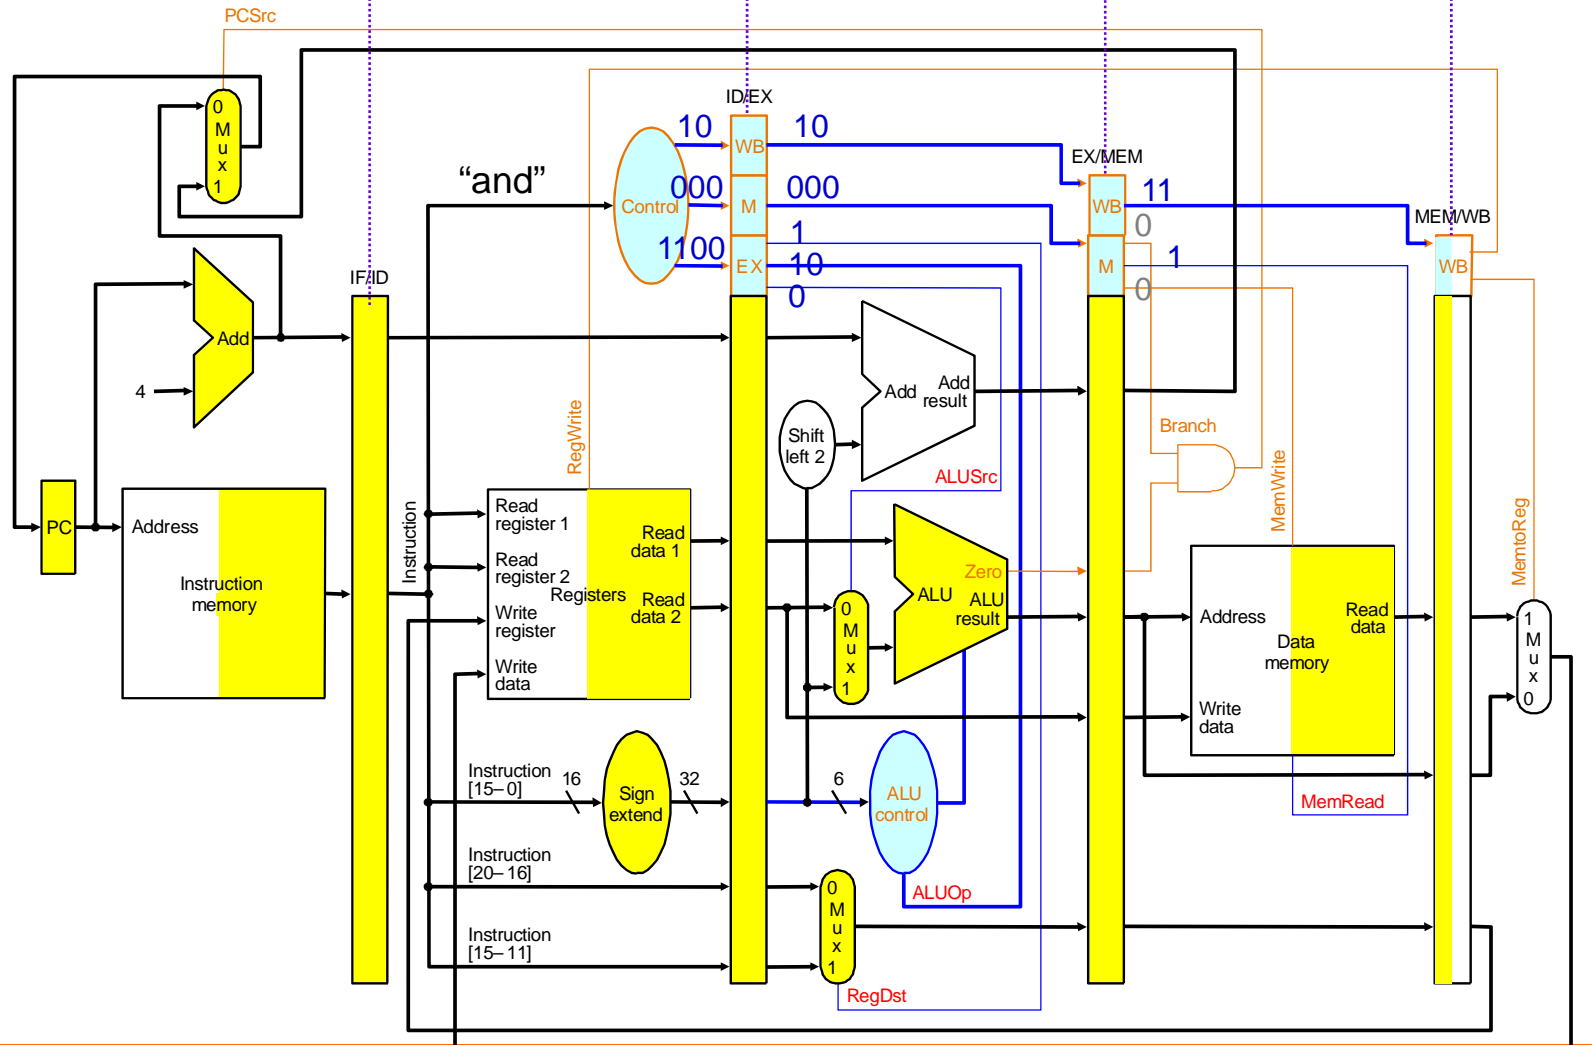 PCSrc
ID/EX
0
M
u
x
1
10
WB
10
EX/MEM
"and"
Control
000
M
000
WB
11
0
MEM/WB
1100
EX
1
10
0
M
1
0
WB
IF/ID
Add
4
Add
Add
result
Shift
left 2
RegWrite
Branch
MemWrite
ALUSrc
MemtoReg
PC
Address
Instruction
memory
Instruction
Read
register 1
Read
register 2
Registers
Write
register
Write
data
Read
data 1
Read
data 2
0
M
u
x
1
Zero
ALU
ALU
result
Address
Read
data
Data
memory
Write
data
1
M
u
x
0
Instruction
[15–0]
16
Sign
extend
32
6
ALU
control
MemRead
Instruction
[20–16]
ALUOp
0
M
u
x
1
Instruction
[15–11]
RegDst